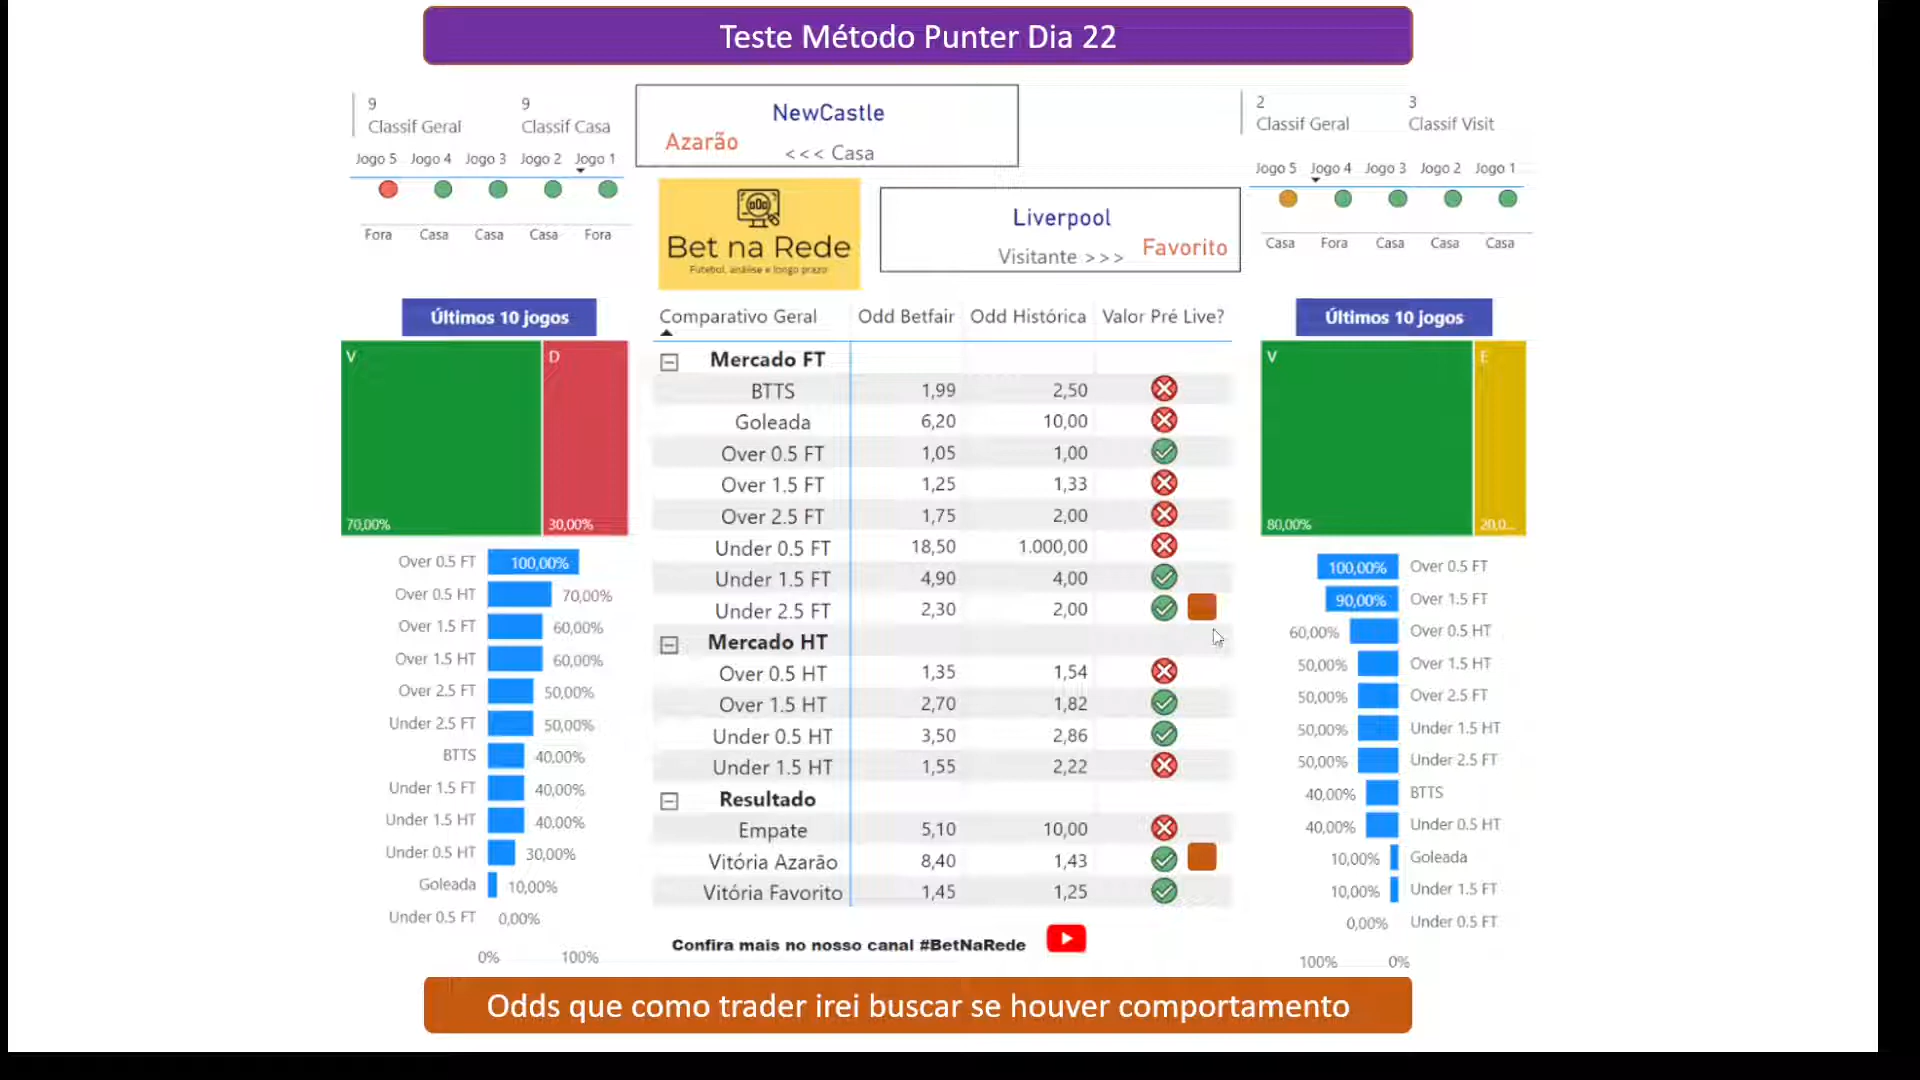 Teste Método Punter Dia 22
9
Classif Geral
9
Classif Casa
Jogo 5 Jogo 4 Jogo 3 Jogo 2 Jogo 1
Fora Casa Casa Casa Fora
NewCastle
Azarão
<<< Casa
Bet na Rede
Futebol, análise e longo prazo
Liverpool
Visitante >>>
Favorito
2
Classif Geral
3
Classif Visit
Jogo 5 Jogo 4 Jogo 3 Jogo 2 Jogo 1
Casa Fora Casa Casa Casa
Últimos 10 jogos
V
D
70,00%
30,00%
Over 0.5 FT 100,00%
Over 0.5 HT 70,00%
Over 1.5 FT 60,00%
Over 1.5 HT 60,00%
Over 2.5 FT 50,00%
Under 2.5 FT 50,00%
BTTS 40,00%
Under 1.5 FT 40,00%
Under 1.5 HT 40,00%
Under 0.5 HT 30,00%
Goleada 10,00%
Under 0.5 FT 0,00%
0% 100%
Comparativo Geral Odd Betfair Odd Histórica Valor Pré Live?
Mercado FT
BTTS 1,99 2,50
Goleada 6,20 10,00
Over 0.5 FT 1,05 1,00
Over 1.5 FT 1,25 1,33
Over 2.5 FT 1,75 2,00
Under 0.5 FT 18,50 1.000,00
Under 1.5 FT 4,90 4,00
Under 2.5 FT 2,30 2,00
Mercado HT
Over 0.5 HT 1,35 1,54
Over 1.5 HT 2,70 1,82
Under 0.5 HT 3,50 2,86
Under 1.5 HT 1,55 2,22
Resultado
Empate 5,10 10,00
Vitória Azarão 8,40 1,43
Vitória Favorito 1,45 1,25
Confira mais no nosso canal #BetNaRede
Últimos 10 jogos
V
E
80,00%
20,0...
100,00% Over 0.5 FT
90,00% Over 1.5 FT
60,00% Over 0.5 HT
50,00% Over 1.5 HT
50,00% Over 2.5 FT
50,00% Under 1.5 HT
50,00% Under 2.5 FT
40,00% BTTS
40,00% Under 0.5 HT
10,00% Goleada
10,00% Under 1.5 FT
0,00% Under 0.5 FT
100% 0%
Odds que como trader irei buscar se houver comportamento